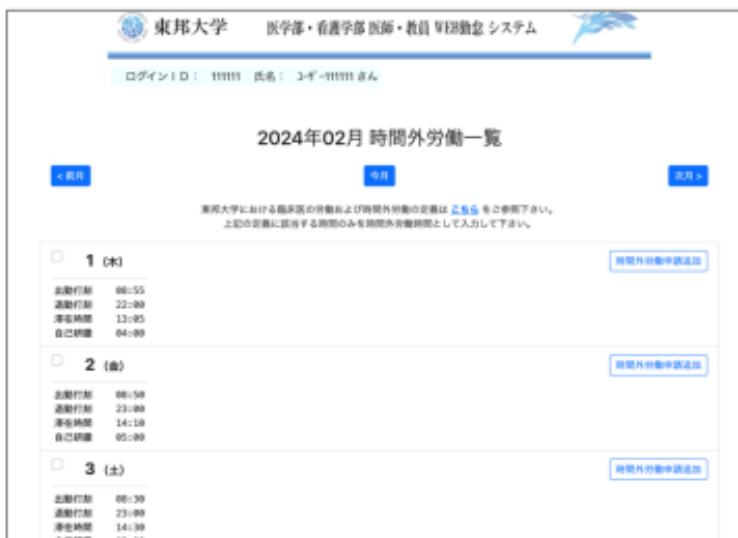 東邦大学 医学部・看護学部 医師・教員 WEB勤怠 システム
ログインID： 111111 氏名： ﾕｰｻﾞｰ-111111 さん
2024年02月 時間外労働一覧
< 前月 今月 次月 >
東邦大学における臨床医の労働および時間外労働の定義は こちら をご参照下さい。
上記の定義に該当する時間のみを時間外労働時間として入力して下さい。
1 (木) 時間外労働申請追加
出勤打刻 08:55
退勤打刻 22:00
滞在時間 13:05
自己研鑽 04:00
2 (金) 時間外労働申請追加
出勤打刻 08:50
退勤打刻 23:00
滞在時間 14:10
自己研鑽 05:00
3 (土) 時間外労働申請追加
出勤打刻 08:30
退勤打刻 23:00
滞在時間 14:30